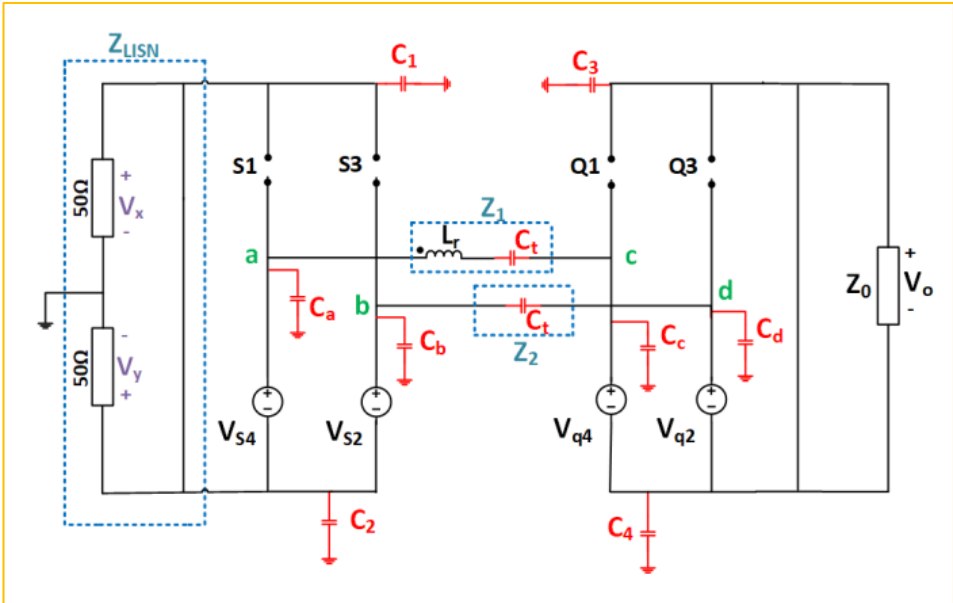 Z_LISN
C_1
C_3
50Ω
+
V_x
-
S1
S3
Q1
Q3
Z_1
L_r
C_t
a
c
C_a
b
C_t
Z_2
C_b
d
C_c
C_d
Z_0
+
V_o
-
50Ω
-
V_y
+
+
-
V_S4
+
-
V_S2
+
-
V_q4
+
-
V_q2
C_2
C_4